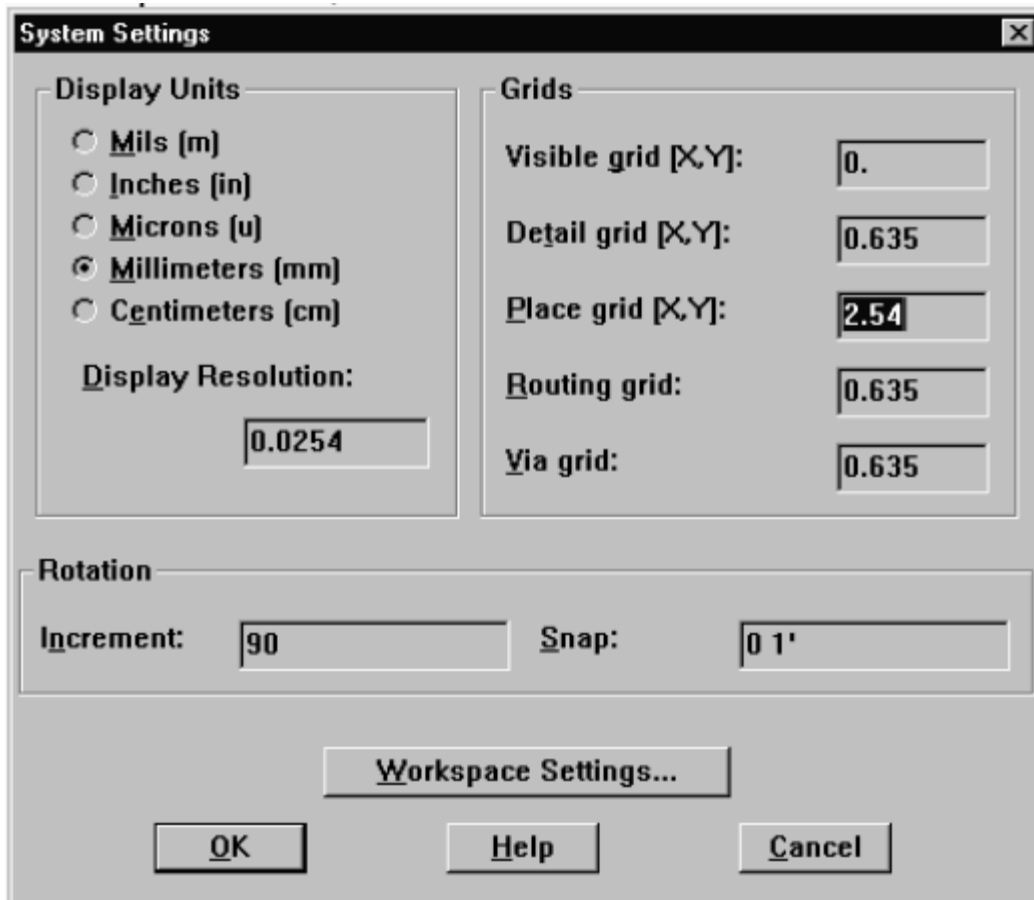 System Settings
Display Units
Mils (m)
Inches (in)
Microns (u)
Millimeters (mm)
Centimeters (cm)
Display Resolution:
0.0254
Grids
Visible grid [X,Y]:
0.
Detail grid [X,Y]:
0.635
Place grid [X,Y]:
2.54
Routing grid:
0.635
Via grid:
0.635
Rotation
Increment:
90
Snap:
0 1'
Workspace Settings...
OK
Help
Cancel